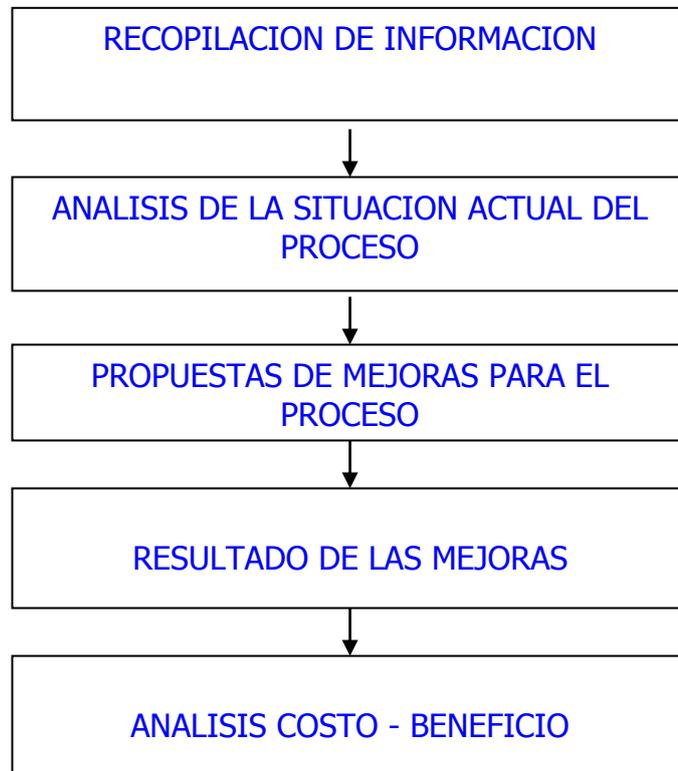 RECOPILACION DE INFORMACION
ANALISIS DE LA SITUACION ACTUAL DEL
PROCESO
PROPUESTAS DE MEJORAS PARA EL
PROCESO
RESULTADO DE LAS MEJORAS
ANALISIS COSTO - BENEFICIO